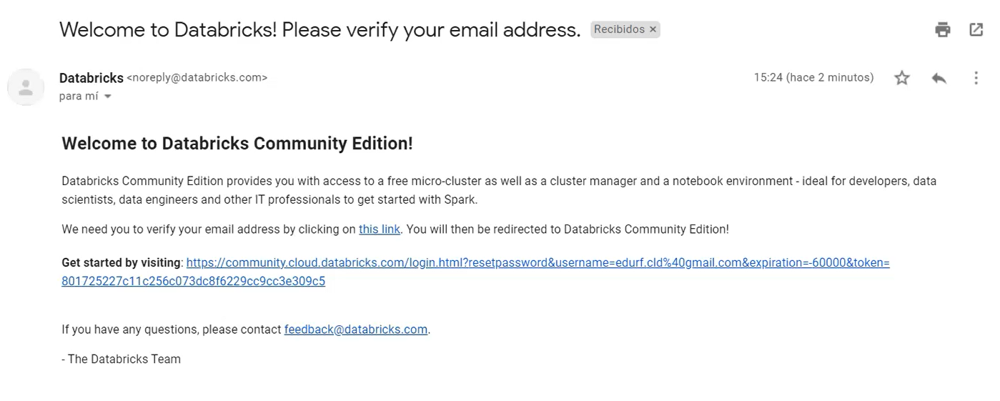 Welcome to Databricks! Please verify your email address. Recibidos ×
Databricks <noreply@databricks.com> 15:24 (hace 2 minutos)
para mí
Welcome to Databricks Community Edition!
Databricks Community Edition provides you with access to a free micro-cluster as well as a cluster manager and a notebook environment - ideal for developers, data
scientists, data engineers and other IT professionals to get started with Spark.
We need you to verify your email address by clicking on this link. You will then be redirected to Databricks Community Edition!
Get started by visiting: https://community.cloud.databricks.com/login.html?resetpassword&username=edurf.cld%40gmail.com&expiration=-60000&token=
801725227c11c256c073dc8f6229cc9cc3e309c5
If you have any questions, please contact feedback@databricks.com.
- The Databricks Team